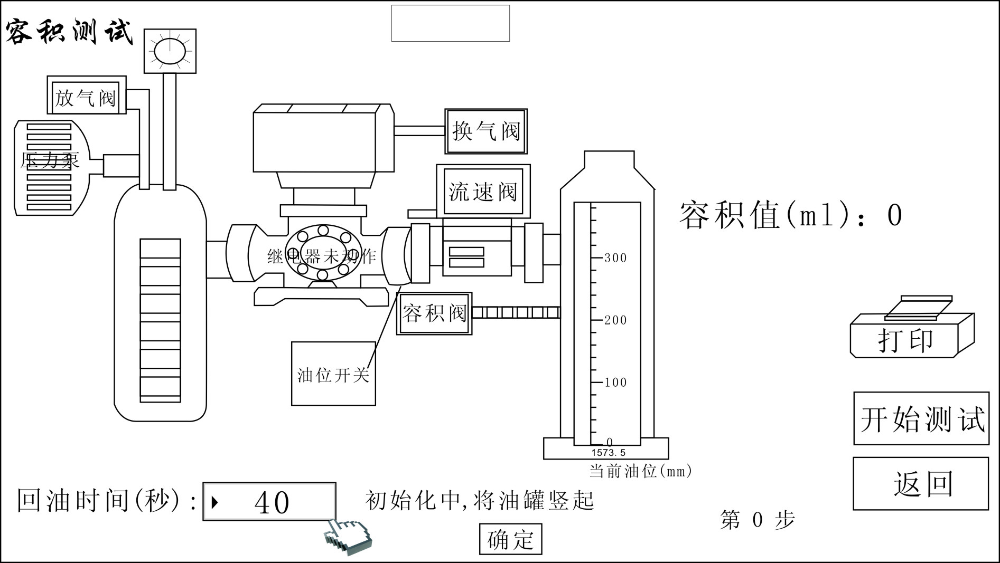 容积测试
放气阀
压力泵
换气阀
流速阀
容积值(ml)：0
继电器未动作
300
容积阀
200
打印
油位开关
100
开始测试
0
1573.5
当前油位(mm)
返回
回油时间(秒):
40
初始化中,将油罐竖起
第 0 步
确定